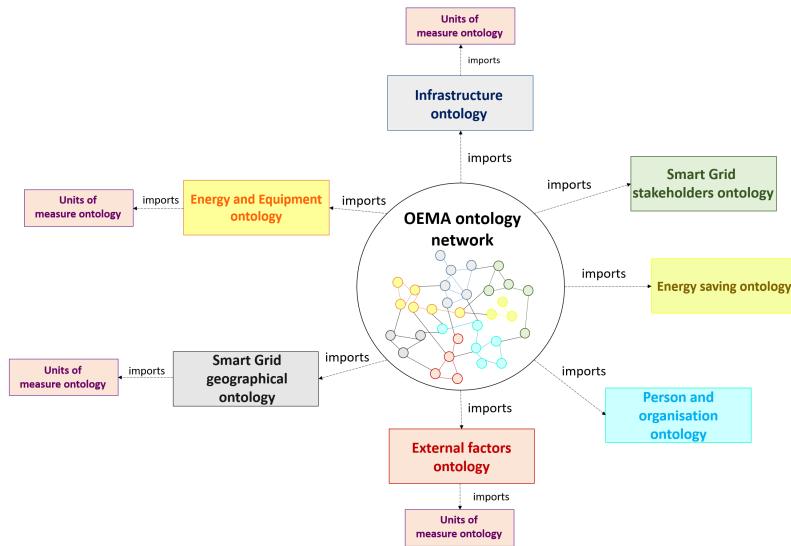 Units of
measure ontology
imports
Infrastructure
ontology
imports
Smart Grid
stakeholders ontology
imports
Energy and Equipment
ontology
imports
imports
Units of
measure ontology
OEMA ontology
network
imports
Energy saving ontology
Smart Grid
geographical
ontology
imports
imports
Units of
measure ontology
imports
Person and
organisation
ontology
imports
External factors
ontology
imports
Units of
measure ontology